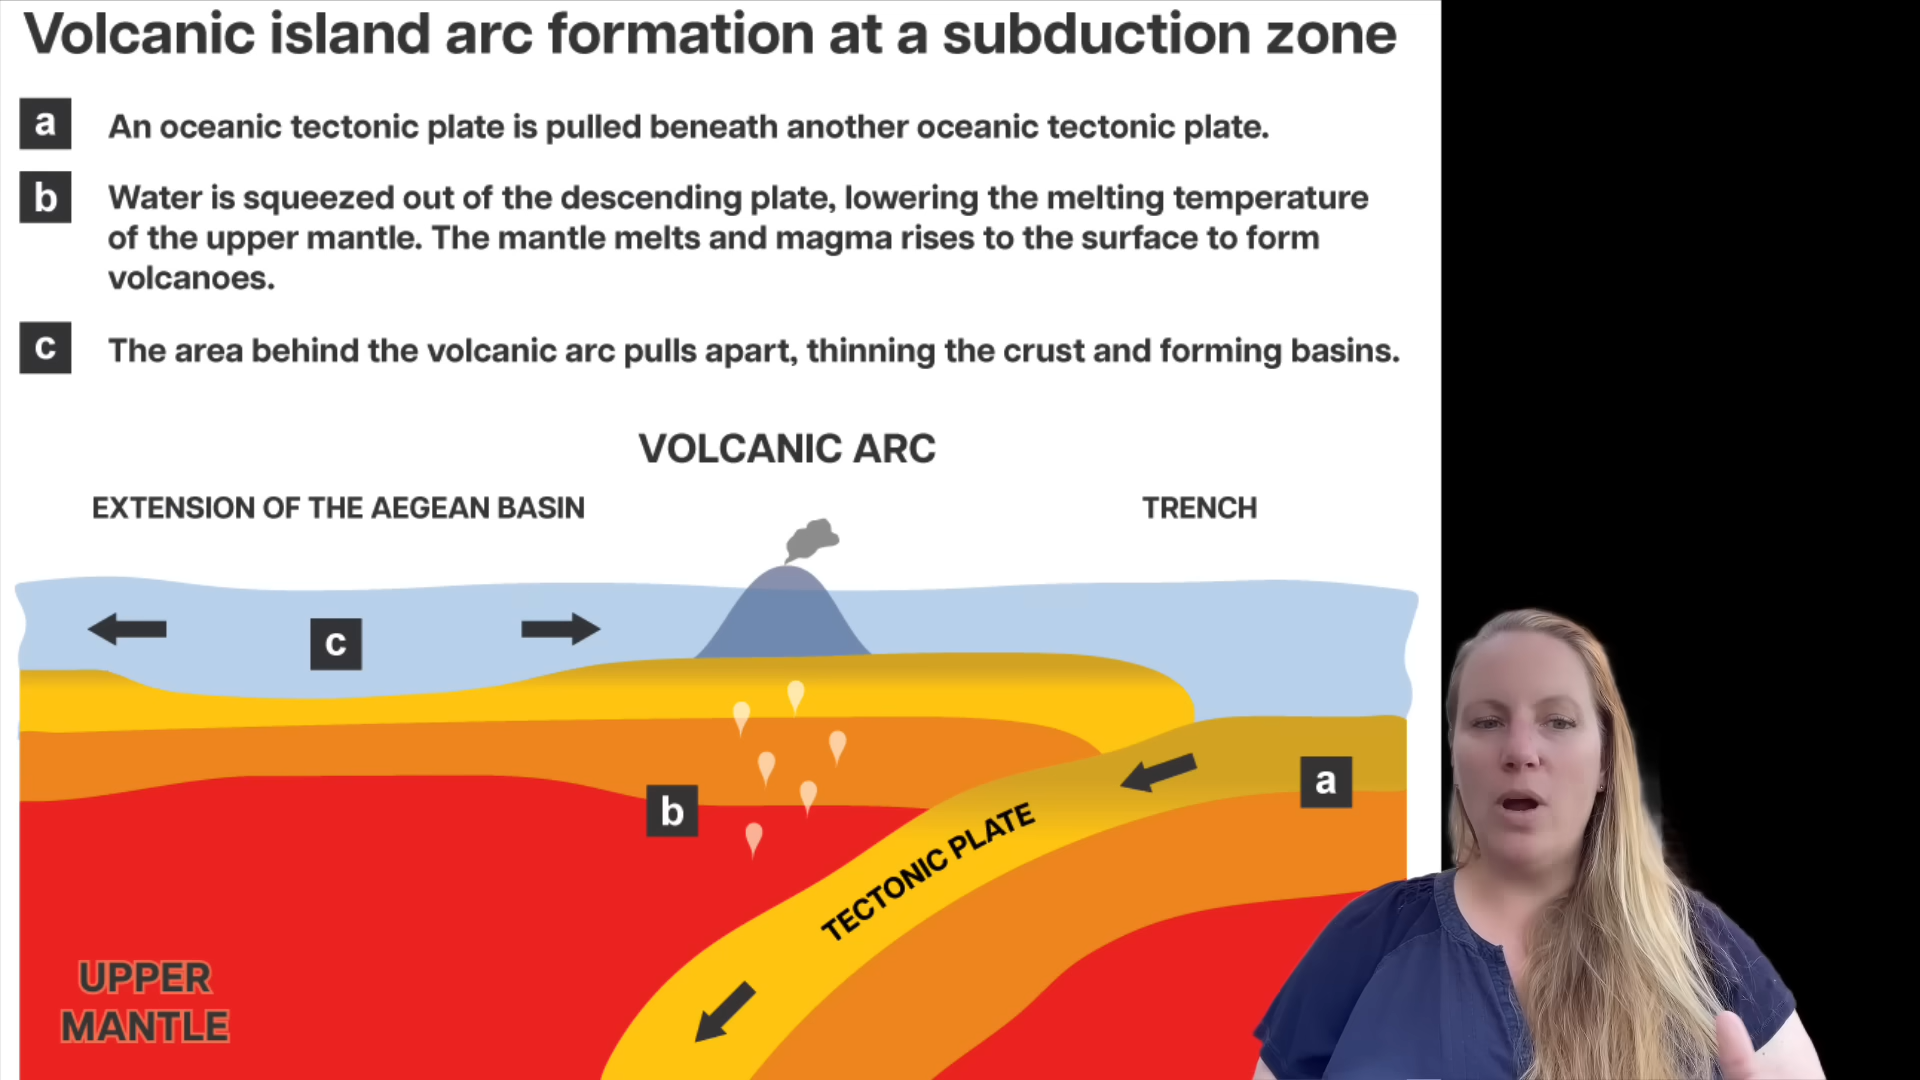 Volcanic island arc formation at a subduction zone
a
An oceanic tectonic plate is pulled beneath another oceanic tectonic plate.
b
Water is squeezed out of the descending plate, lowering the melting temperature
of the upper mantle. The mantle melts and magma rises to the surface to form
volcanoes.
c
The area behind the volcanic arc pulls apart, thinning the crust and forming basins.
VOLCANIC ARC
EXTENSION OF THE AEGEAN BASIN
TRENCH
c
a
b
TECTONIC PLATE
UPPER
MANTLE